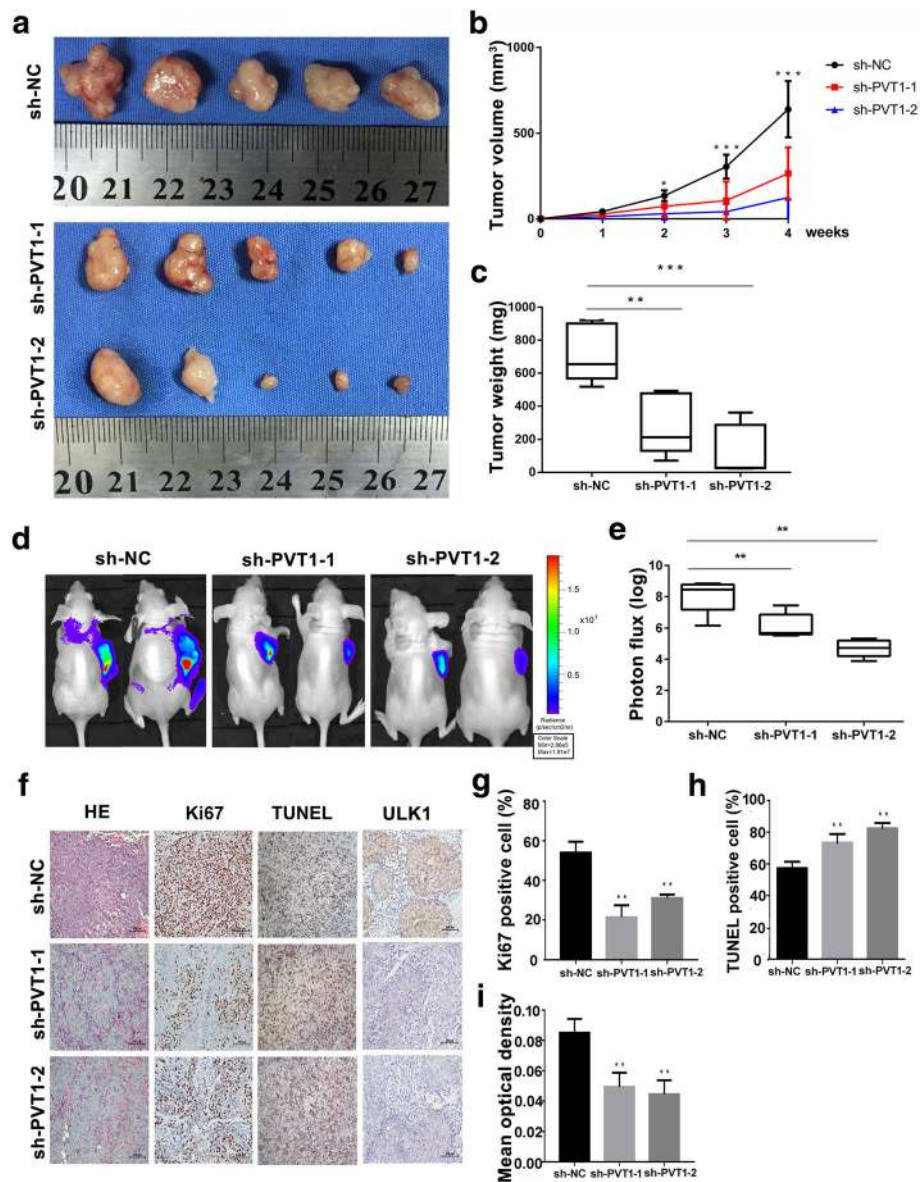 a
sh-NC
20 21 22 23 24 25 26 27
sh-PVT1-1
sh-PVT1-2
20 21 22 23 24 25 26 27
b
Tumor volume (mm³)
1000
500
0
0 1 2 3 4 weeks
*
***
***
sh-NC
sh-PVT1-1
sh-PVT1-2
c
Tumor weight (mg)
1000
800
600
400
200
0
***
**
sh-NC sh-PVT1-1 sh-PVT1-2
d
sh-NC sh-PVT1-1 sh-PVT1-2
1.5
1.0
0.5
×10⁷
Radiance
(p/sec/cm2/sr)
Color Scale
e
Photon flux (log)
10
8
6
4
2
0
**
**
sh-NC sh-PVT1-1 sh-PVT1-2
f
HE Ki67 TUNEL ULK1
sh-NC
sh-PVT1-1
sh-PVT1-2
g
Ki67 positive cell (%)
80
60
40
20
0
**
**
sh-NC sh-PVT1-1 sh-PVT1-2
h
TUNEL positive cell (%)
100
80
60
40
20
0
**
**
sh-NC sh-PVT1-1 sh-PVT1-2
i
Mean optical density
0.10
0.08
0.06
0.04
0.02
0.00
**
**
sh-NC sh-PVT1-1 sh-PVT1-2